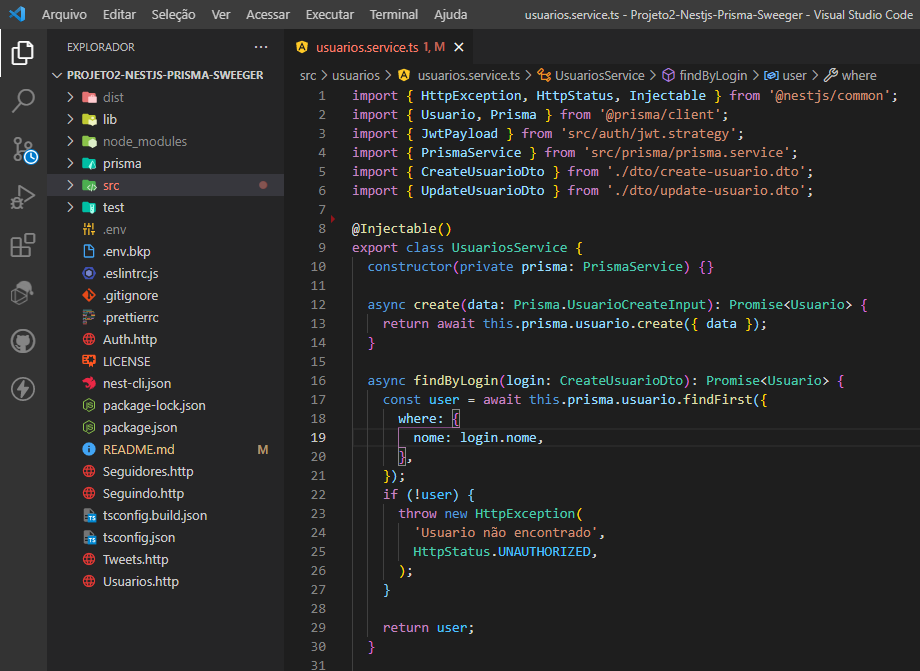 Arquivo Editar Seleção Ver Acessar Executar Terminal Ajuda usuarios.service.ts - Projeto2-Nestjs-Prisma-Sweeger - Visual Studio Code
EXPLORADOR ···
PROJETO2-NESTJS-PRISMA-SWEEGER
dist
lib
node_modules
prisma
src
test
.env
.env.bkp
.eslintrc.js
.gitignore
.prettierrc
Auth.http
LICENSE
nest-cli.json
package-lock.json
package.json
README.md M
Seguidores.http
Seguindo.http
tsconfig.build.json
tsconfig.json
Tweets.http
Usuarios.http
usuarios.service.ts 1, M ×
src > usuarios > usuarios.service.ts > UsuariosService > findByLogin > user > where
1 import { HttpException, HttpStatus, Injectable } from '@nestjs/common';
2 import { Usuario, Prisma } from '@prisma/client';
3 import { JwtPayload } from 'src/auth/jwt.strategy';
4 import { PrismaService } from 'src/prisma/prisma.service';
5 import { CreateUsuarioDto } from './dto/create-usuario.dto';
6 import { UpdateUsuarioDto } from './dto/update-usuario.dto';
7
8 @Injectable()
9 export class UsuariosService {
10 constructor(private prisma: PrismaService) {}
11
12 async create(data: Prisma.UsuarioCreateInput): Promise<Usuario> {
13 return await this.prisma.usuario.create({ data });
14 }
15
16 async findByLogin(login: CreateUsuarioDto): Promise<Usuario> {
17 const user = await this.prisma.usuario.findFirst({
18 where: {
19 nome: login.nome,
20 },
21 });
22 if (!user) {
23 throw new HttpException(
24 'Usuario não encontrado',
25 HttpStatus.UNAUTHORIZED,
26 );
27 }
28
29 return user;
30 }
31